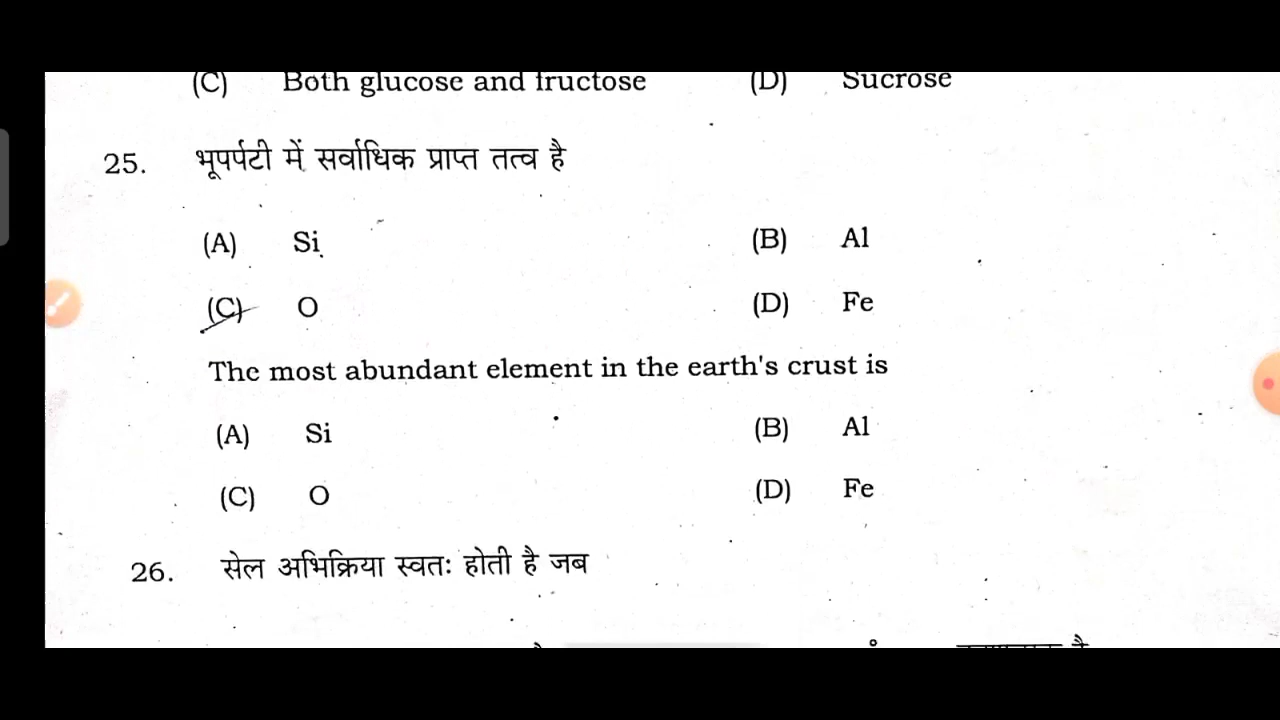 (C) Both glucose and fructose (D) Sucrose
25. भूपर्पटी में सर्वाधिक प्राप्त तत्व है
(A) Si (B) Al
(C) O (D) Fe
The most abundant element in the earth's crust is
(A) Si (B) Al
(C) O (D) Fe
26. सेल अभिक्रिया स्वतः होती है जब